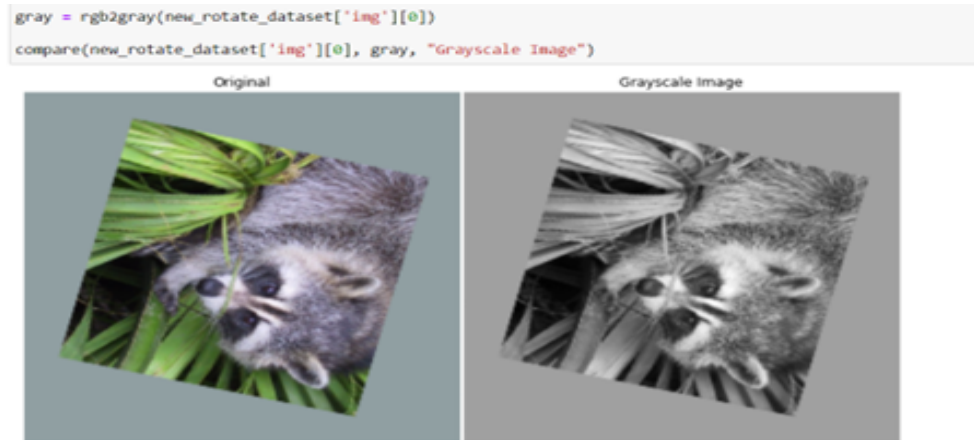 gray = rgb2gray(new_rotate_dataset['img'][0])
compare(new_rotate_dataset['img'][0], gray, "Grayscale Image")
Original
Grayscale Image